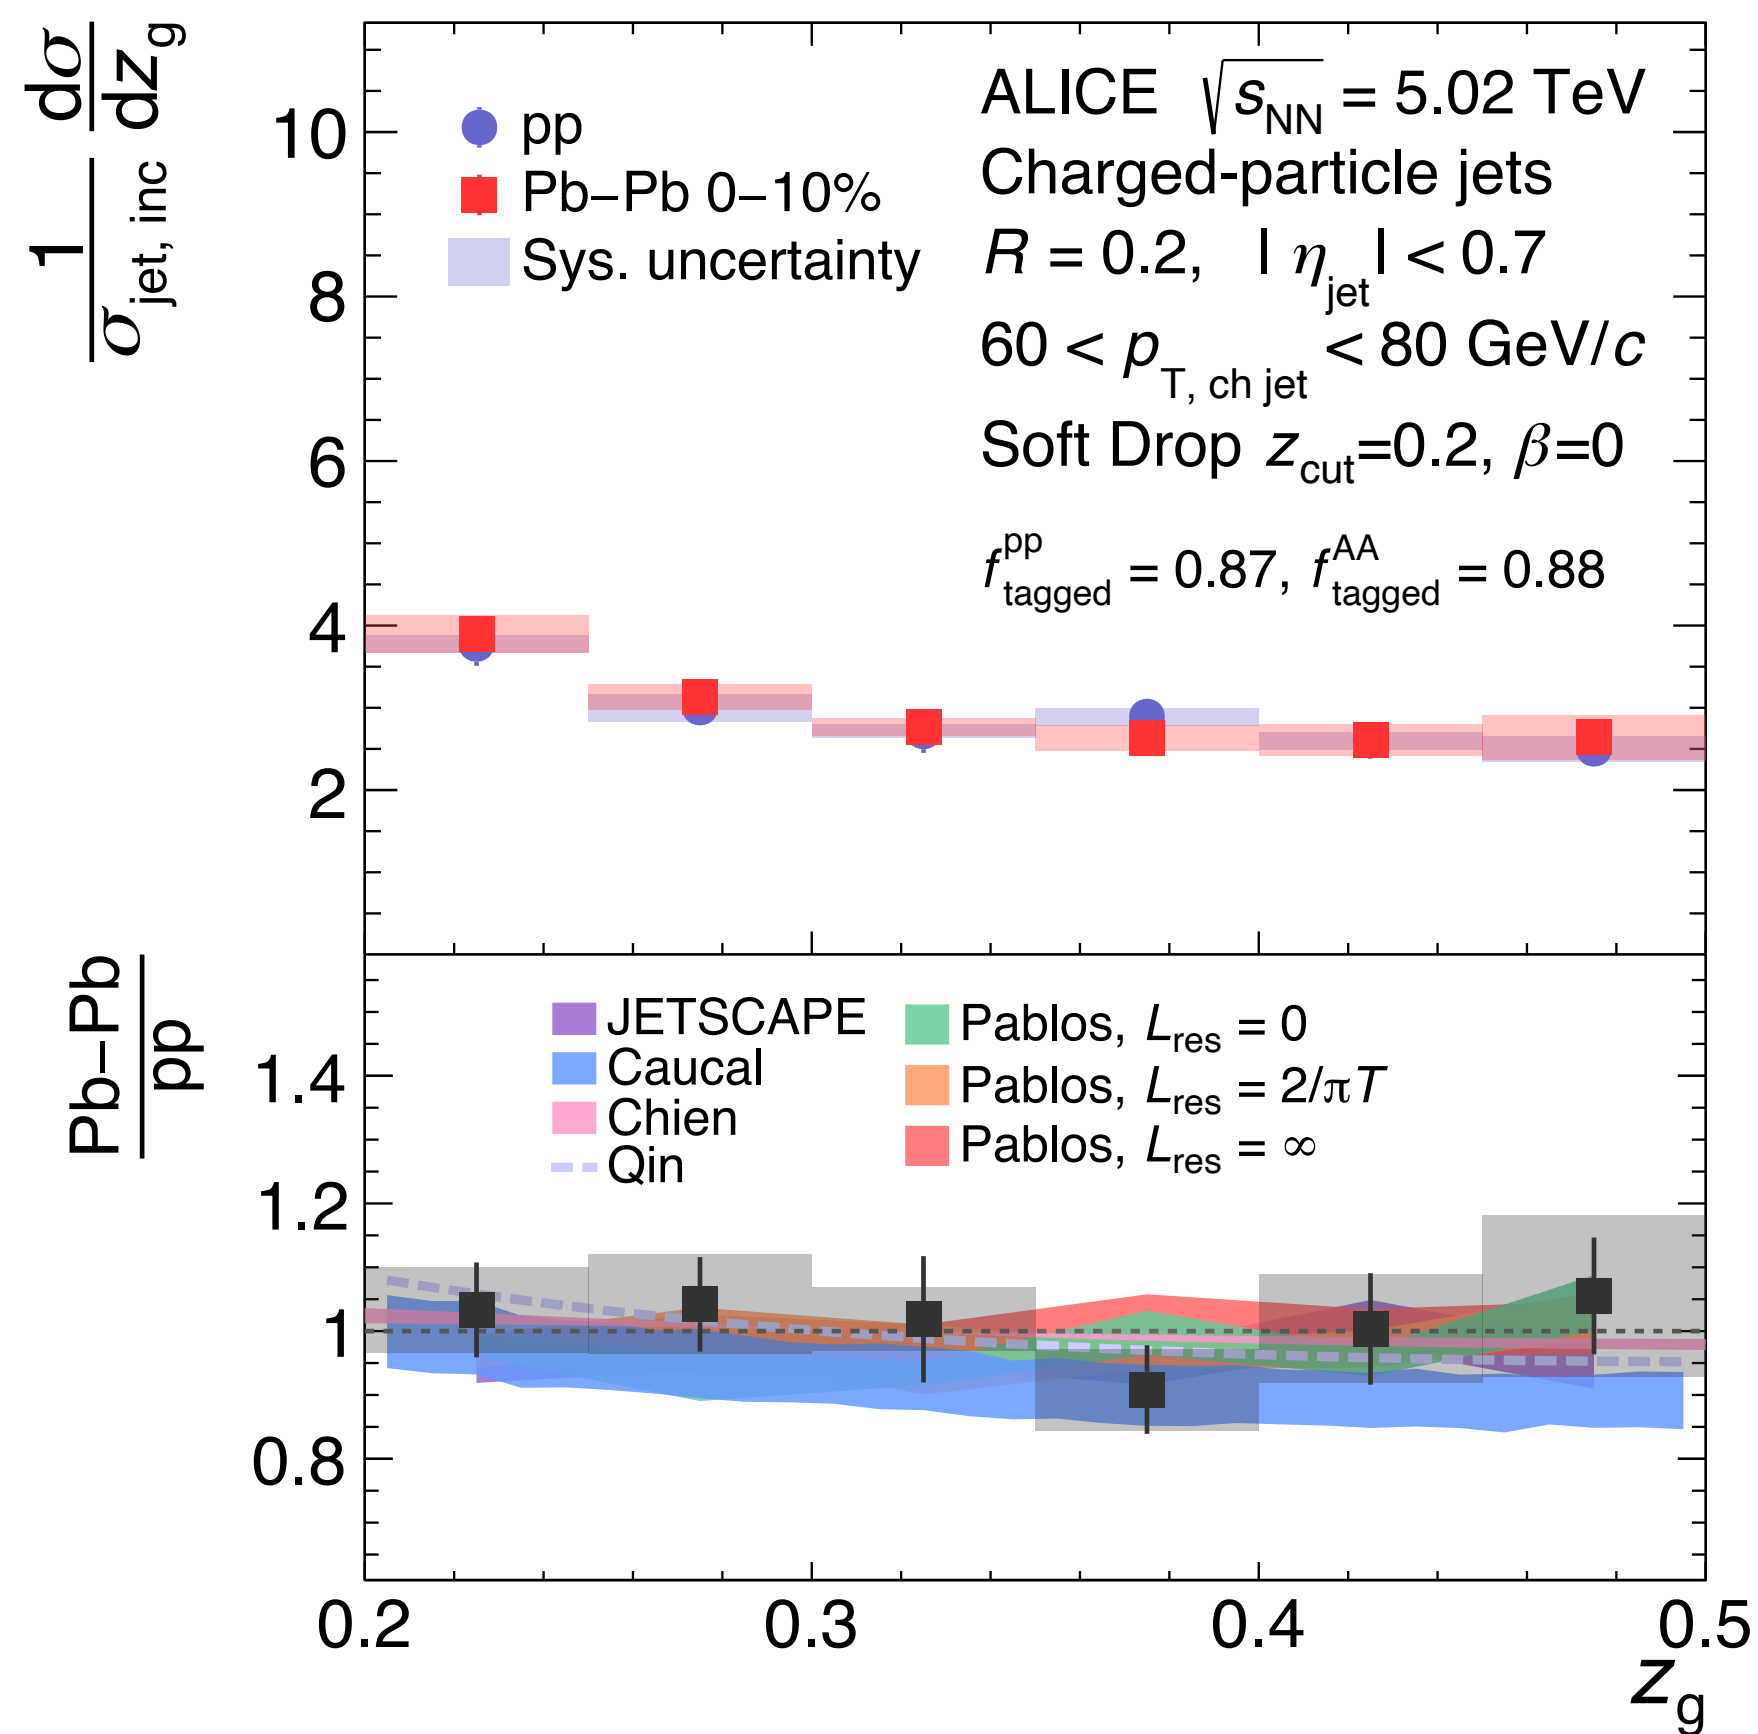 1/σjet, inc dσ/dzg
10
8
6
4
2
pp
Pb–Pb 0–10%
Sys. uncertainty
ALICE √sNN = 5.02 TeV
Charged-particle jets
R = 0.2, | ηjet | < 0.7
60 < pT, ch jet < 80 GeV/c
Soft Drop zcut=0.2, β=0
f pp tagged = 0.87, f AA tagged = 0.88
Pb–Pb
pp
1.4
1.2
1
0.8
JETSCAPE
Caucal
Chien
Qin
Pablos, Lres = 0
Pablos, Lres = 2/πT
Pablos, Lres = ∞
0.2 0.3 0.4 0.5
zg